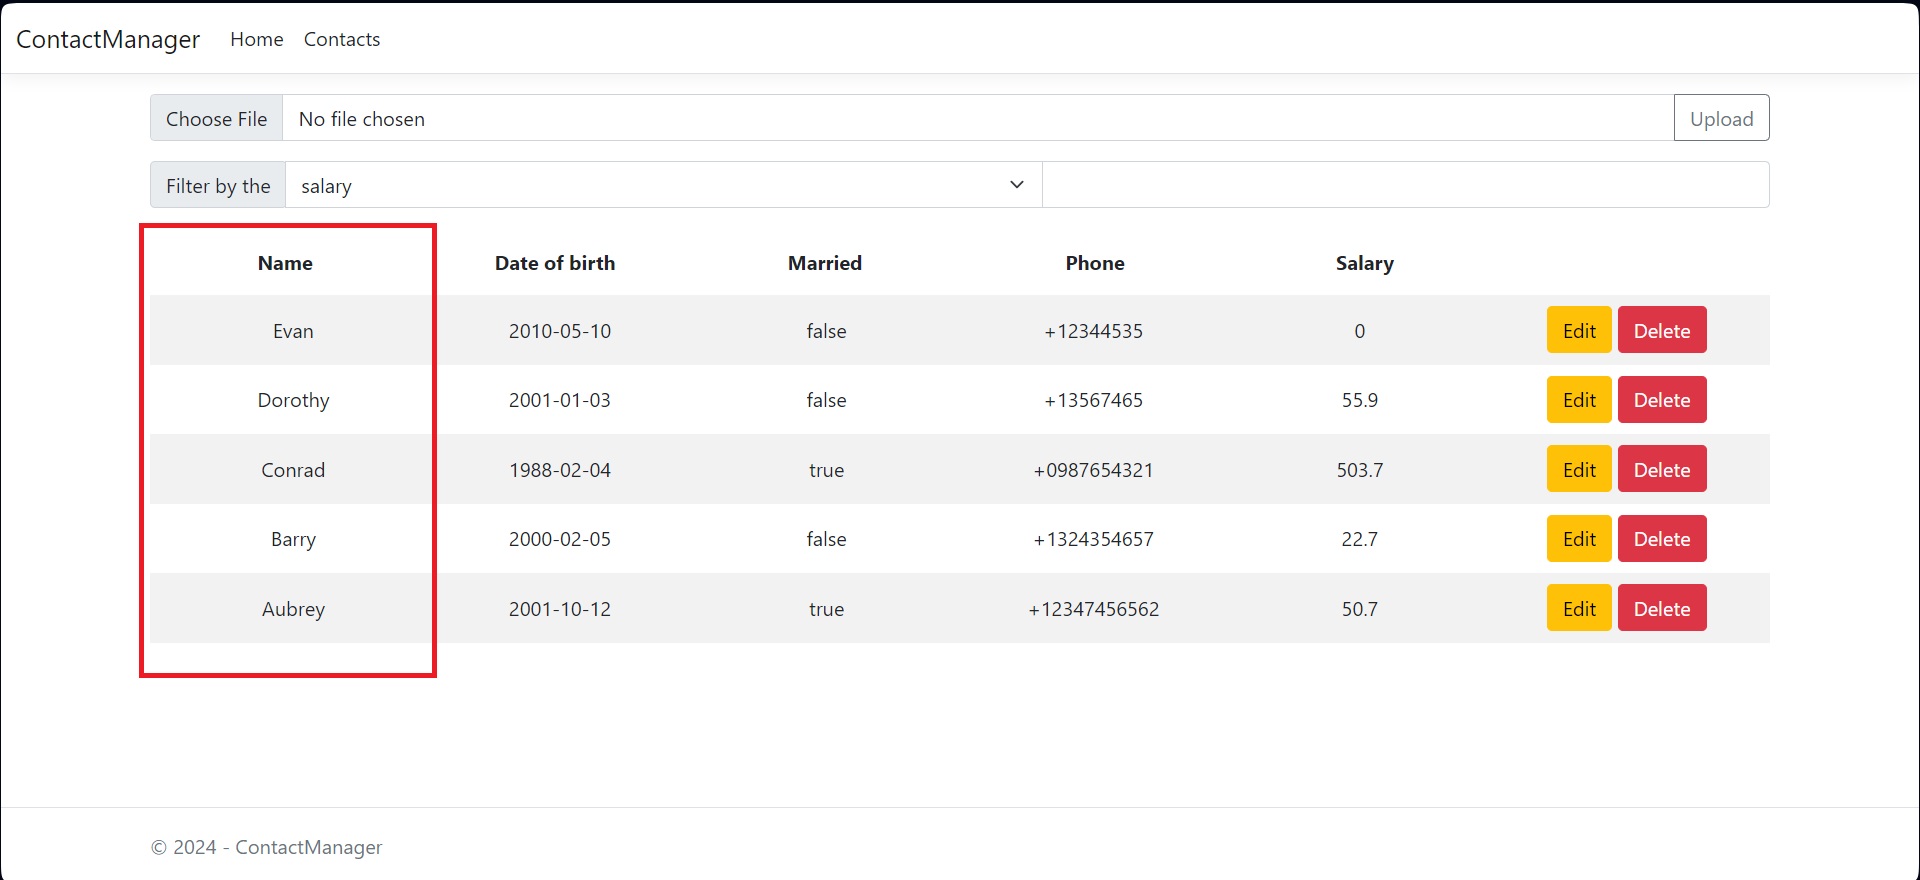 ContactManager Home Contacts
Choose File No file chosen Upload
Filter by the salary
Name Date of birth Married Phone Salary
Evan 2010-05-10 false +12344535 0 Edit Delete
Dorothy 2001-01-03 false +13567465 55.9 Edit Delete
Conrad 1988-02-04 true +0987654321 503.7 Edit Delete
Barry 2000-02-05 false +1324354657 22.7 Edit Delete
Aubrey 2001-10-12 true +12347456562 50.7 Edit Delete
© 2024 - ContactManager